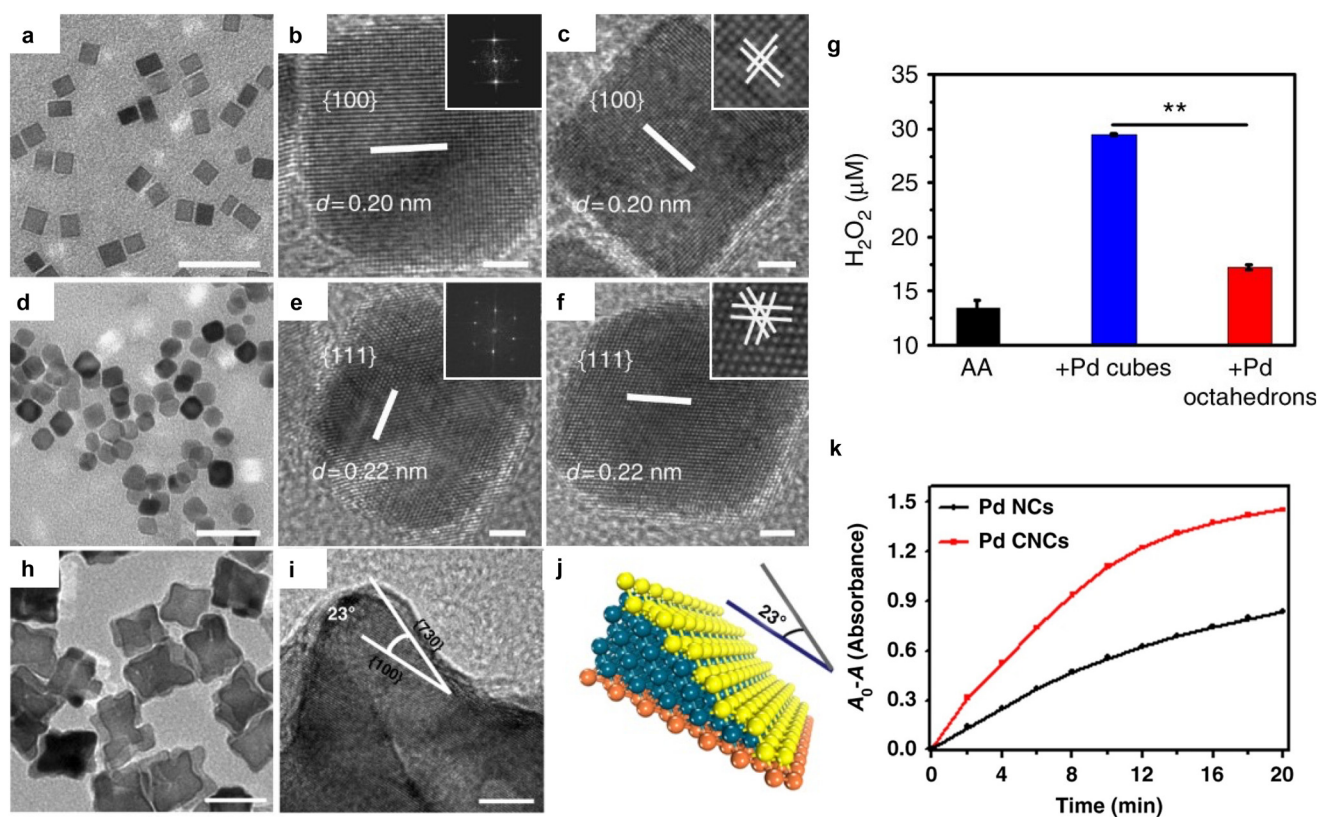 a
b
{100}
d = 0.20 nm
c
{100}
d = 0.20 nm
d
e
{111}
d = 0.22 nm
f
{111}
d = 0.22 nm
g
35
30
25
20
15
10
H₂O₂ (μM)
**
AA
+Pd cubes
+Pd
octahedrons
h
i
23°
{730}
{100}
j
23°
k
1.5
1.2
0.9
0.6
0.3
0.0
A₀-A (Absorbance)
Pd NCs
Pd CNCs
0
4
8
12
16
20
Time (min)